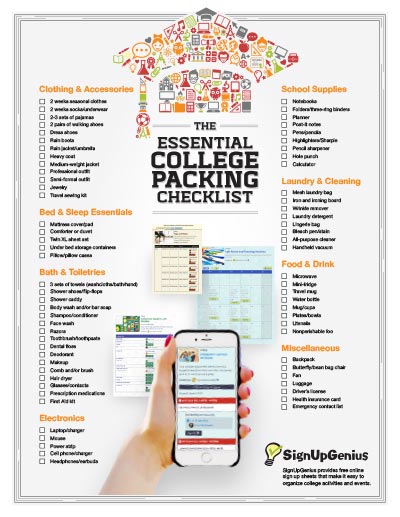 THE
ESSENTIAL
COLLEGE
PACKING
CHECKLIST
Clothing & Accessories
2 weeks seasonal clothes
2 weeks socks/underwear
2-3 sets of pajamas
2 pairs of walking shoes
Dress shoes
Rain boots
Rain jacket/umbrella
Heavy coat
Medium-weight jacket
Professional outfit
Semi-formal outfit
Jewelry
Travel sewing kit
Bed & Sleep Essentials
Mattress cover/pad
Comforter or duvet
Twin XL sheet set
Under bed storage containers
Pillow/pillow cases
Bath & Toiletries
3 sets of towels (wash cloths/bath/hand)
Shower shoes/flip-flops
Shower caddy
Body wash and/or bar soap
Shampoo/conditioner
Face wash
Razors
Toothbrush/toothpaste
Dental floss
Deodorant
Makeup
Comb and/or brush
Hair dryer
Glasses/contacts
Prescription medications
First Aid kit
Electronics
Laptop/charger
Mouse
Power strip
Cell phone/charger
Headphones/earbuds
School Supplies
Notebooks
Folders/three-ring binders
Planner
Post-it notes
Pens/pencils
Highlighters/Sharpie
Pencil sharpener
Hole punch
Calculator
Laundry & Cleaning
Mesh laundry bag
Iron and ironing board
Wrinkle remover
Laundry detergent
Lingerie bag
Bleach pen/stain
All-purpose cleaner
Handheld vacuum
Food & Drink
Microwave
Mini-fridge
Travel mug
Water bottle
Mug/cups
Plates/bowls
Utensils
Nonperishable food
Miscellaneous
Backpack
Butterfly/bean bag chair
Fan
Luggage
Driver's license
Health insurance card
Emergency contact list
SignUpGenius
SignUpGenius provides free online
sign up sheets that make it easy to
organize college activities and events.